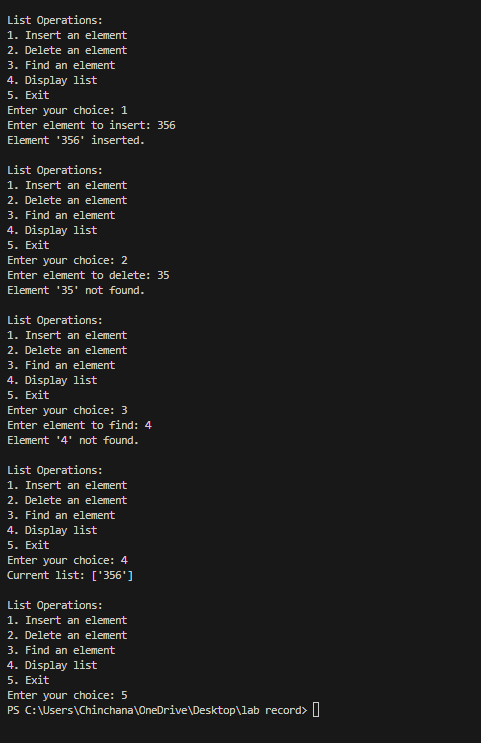 List Operations:
1. Insert an element
2. Delete an element
3. Find an element
4. Display list
5. Exit
Enter your choice: 1
Enter element to insert: 356
Element '356' inserted.

List Operations:
1. Insert an element
2. Delete an element
3. Find an element
4. Display list
5. Exit
Enter your choice: 2
Enter element to delete: 35
Element '35' not found.

List Operations:
1. Insert an element
2. Delete an element
3. Find an element
4. Display list
5. Exit
Enter your choice: 3
Enter element to find: 4
Element '4' not found.

List Operations:
1. Insert an element
2. Delete an element
3. Find an element
4. Display list
5. Exit
Enter your choice: 4
Current list: ['356']

List Operations:
1. Insert an element
2. Delete an element
3. Find an element
4. Display list
5. Exit
Enter your choice: 5
PS C:\Users\Chinchana\OneDrive\Desktop\lab record>